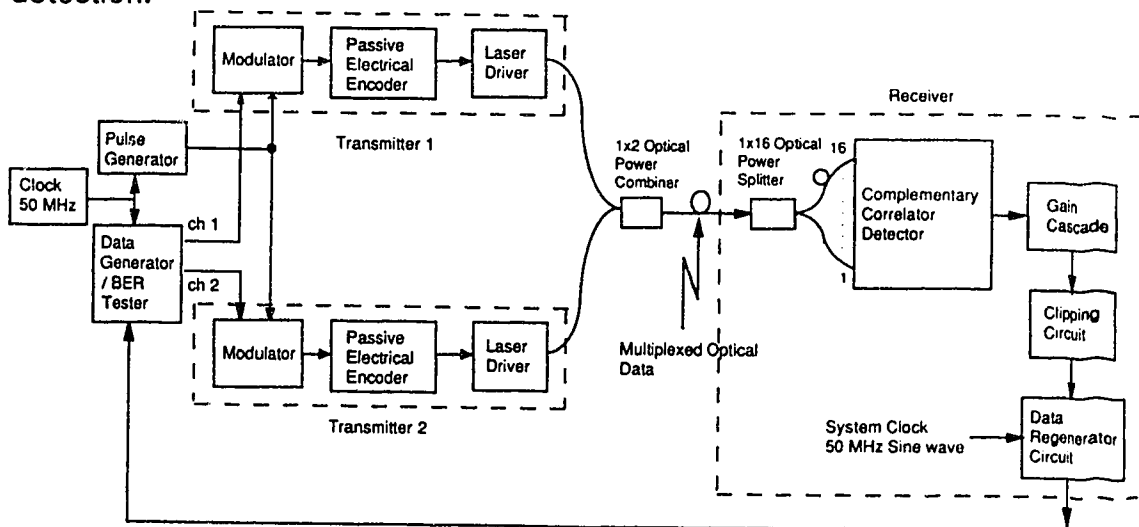 detection.
Modulator
Passive
Electrical
Encoder
Laser
Driver
Transmitter 1
Pulse
Generator
Clock
50 MHz
Data
Generator
/ BER
Tester
ch 1
ch 2
Modulator
Passive
Electrical
Encoder
Laser
Driver
Transmitter 2
1x2 Optical
Power
Combiner
Multiplexed Optical
Data
Receiver
1x16 Optical
Power
Splitter
16
1
Complementary
Correlator
Detector
Gain
Cascade
Clipping
Circuit
System Clock
50 MHz Sine wave
Data
Regenerator
Circuit